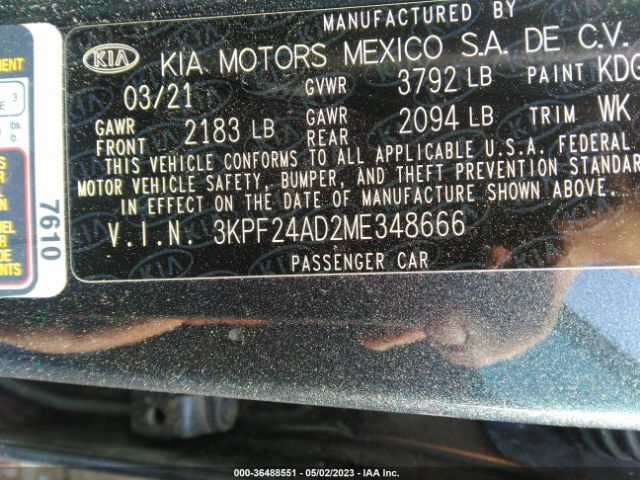 MANUFACTURED BY
KIA KIA MOTORS MEXICO S.A. DE C.V.
03/21 GVWR 3792 LB PAINT KDG
GAWR FRONT 2183 LB GAWR REAR 2094 LB TRIM WK
THIS VEHICLE CONFORMS TO ALL APPLICABLE U.S.A. FEDERAL
MOTOR VEHICLE SAFETY, BUMPER, AND THEFT PREVENTION STANDAR
IN EFFECT ON THE DATE OF MANUFACTURE SHOWN ABOVE.
V.I.N. 3KPF24AD2ME348666
PASSENGER CAR
3
lbs.
7610
000-36488551 - 05/02/2023 - IAA Inc.